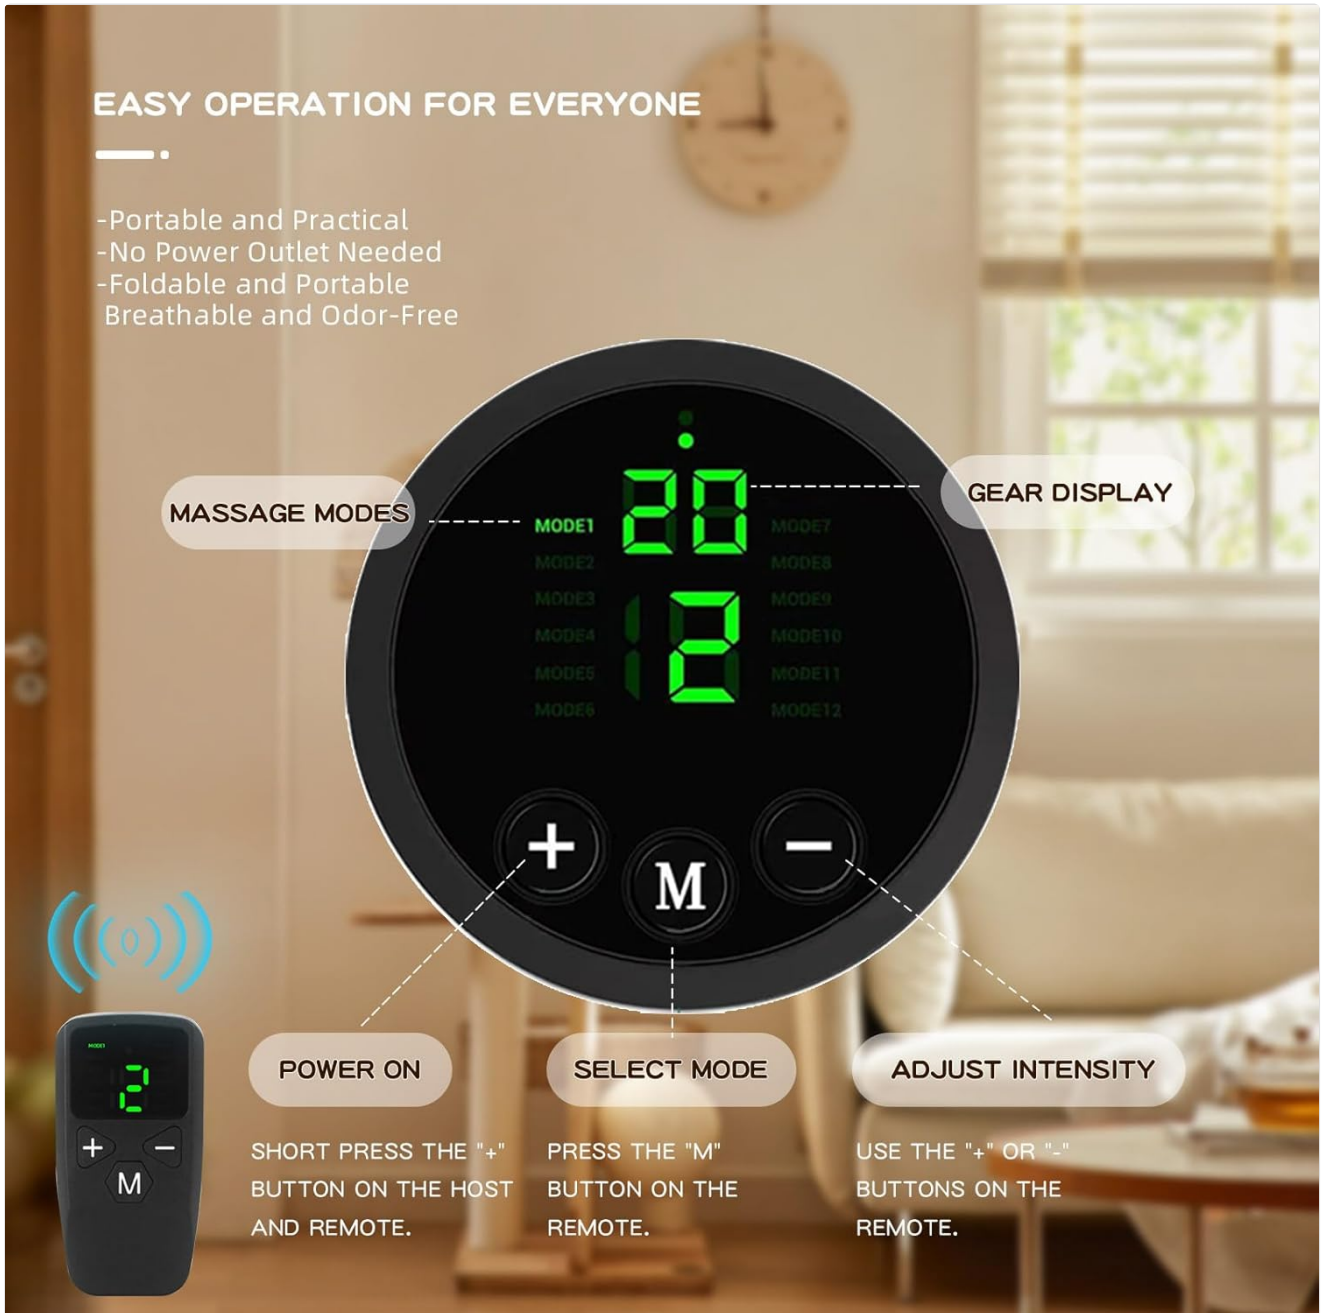 EASY OPERATION FOR EVERYONE
-Portable and Practical
-No Power Outlet Needed
-Foldable and Portable
Breathable and Odor-Free
MASSAGE MODES
GEAR DISPLAY
20
MODE1
MODE7
MODE2
MODE8
MODE3
MODE9
2
MODE4
MODE10
MODE5
MODE11
MODE6
MODE12
+
M
−
MODE1
2
+
−
M
POWER ON
SELECT MODE
ADJUST INTENSITY
SHORT PRESS THE "+"
BUTTON ON THE HOST
AND REMOTE.
PRESS THE "M"
BUTTON ON THE
REMOTE.
USE THE "+" OR "-"
BUTTONS ON THE
REMOTE.